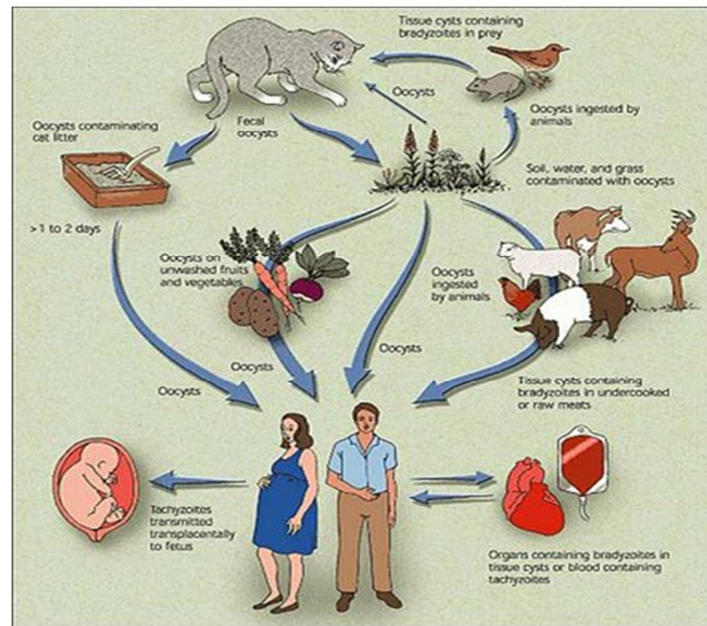 Tissue cysts containing
bradyzoites in prey
Oocysts
Oocysts ingested by
animals
Fecal
oocysts
Oocysts contaminating
cat litter
Soil, water, and grass
contaminated with oocysts
>1 to 2 days
Oocysts on
unwashed fruits
and vegetables
Oocysts
ingested
by animals
Oocysts
Oocysts
Oocysts
Tissue cysts containing
bradyzoites in undercooked
or raw meats
Tachyzoites
transmitted
transplacentally
to fetus
Organs containing bradyzoites in
tissue cysts or blood containing
tachyzoites